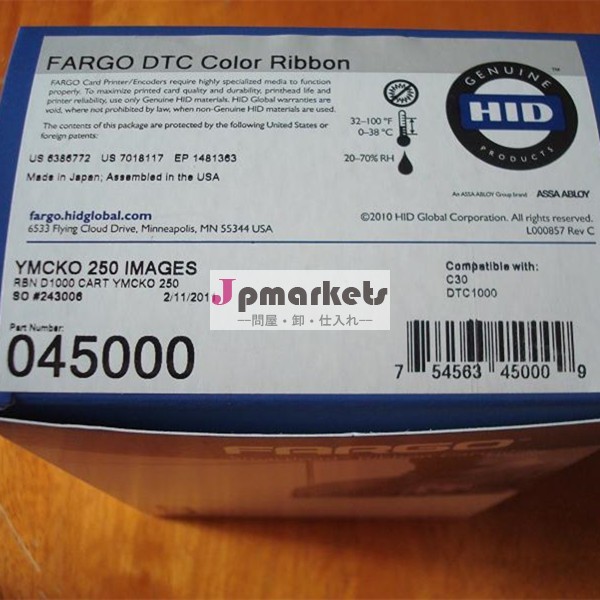 FARGO DTC Color Ribbon
FARGO Card Printer/Encoders require highly specialized media to function
properly. To maximize printed card quality and durability, printhead life and
printer reliability, use only Genuine HID materials. HID Global warranties are
void, where not prohibited by law, when non-Genuine HID materials are used.
The contents of this package are protected by the following United States or
foreign patents:
US 6386772 US 7018117 EP 1481363
Made in Japan; Assembled in the USA
32–100 °F
0–38 °C
20–70% RH
GENUINE
HID
PRODUCTS
™
An ASSA ABLOY Group brand ASSA ABLOY
fargo.hidglobal.com
6533 Flying Cloud Drive, Minneapolis, MN 55344 USA
©2010 HID Global Corporation. All rights reserved.
L000857 Rev C
YMCKO 250 IMAGES
RBN D1000 CART YMCKO 250
SO #243006 2/11/201
Compatible with:
C30
DTC1000
Jpmarkets
―問屋・卸・仕入れ―
Part Number:
045000
7 54563 45000 9
FARGO®